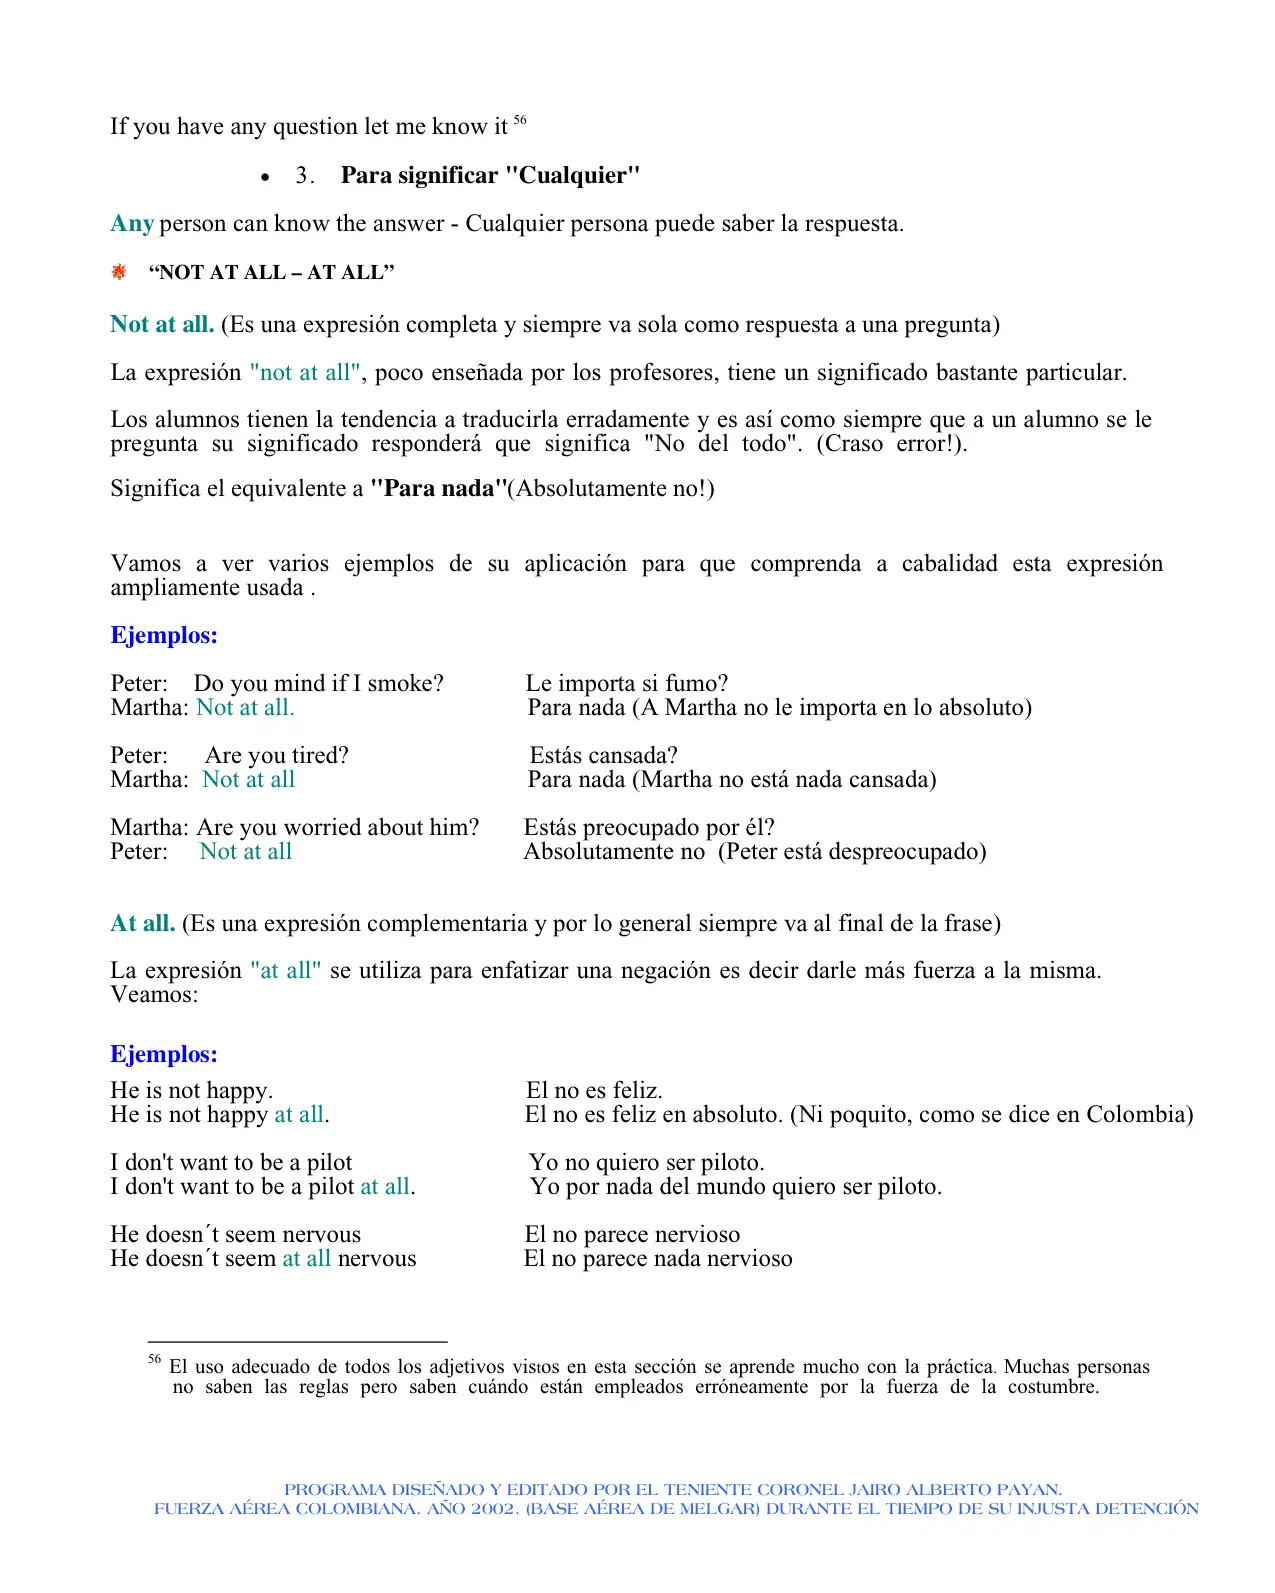 If you have any question let me know it 56
• 3. Para significar "Cualquier"
Any person can know the answer - Cualquier persona puede saber la respuesta.
“NOT AT ALL – AT ALL”
Not at all. (Es una expresión completa y siempre va sola como respuesta a una pregunta)
La expresión "not at all", poco enseñada por los profesores, tiene un significado bastante particular.
Los alumnos tienen la tendencia a traducirla erradamente y es así como siempre que a un alumno se le
pregunta su significado responderá que significa "No del todo". (Craso error!).
Significa el equivalente a "Para nada"(Absolutamente no!)
Vamos a ver varios ejemplos de su aplicación para que comprenda a cabalidad esta expresión
ampliamente usada .
Ejemplos:
Peter: Do you mind if I smoke? Le importa si fumo?
Martha: Not at all. Para nada (A Martha no le importa en lo absoluto)
Peter: Are you tired? Estás cansada?
Martha: Not at all Para nada (Martha no está nada cansada)
Martha: Are you worried about him? Estás preocupado por él?
Peter: Not at all Absolutamente no (Peter está despreocupado)
At all. (Es una expresión complementaria y por lo general siempre va al final de la frase)
La expresión "at all" se utiliza para enfatizar una negación es decir darle más fuerza a la misma.
Veamos:
Ejemplos:
He is not happy. El no es feliz.
He is not happy at all. El no es feliz en absoluto. (Ni poquito, como se dice en Colombia)
I don't want to be a pilot Yo no quiero ser piloto.
I don't want to be a pilot at all. Yo por nada del mundo quiero ser piloto.
He doesn´t seem nervous El no parece nervioso
He doesn´t seem at all nervous El no parece nada nervioso
56 El uso adecuado de todos los adjetivos vistos en esta sección se aprende mucho con la práctica. Muchas personas
no saben las reglas pero saben cuándo están empleados erróneamente por la fuerza de la costumbre.
PROGRAMA DISEÑADO Y EDITADO POR EL TENIENTE CORONEL JAIRO ALBERTO PAYAN.
FUERZA AÉREA COLOMBIANA. AÑO 2002. (BASE AÉREA DE MELGAR) DURANTE EL TIEMPO DE SU INJUSTA DETENCIÓN